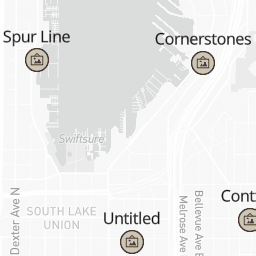 Spur Line
Cornerstones
Swiftsure
Dexter Ave N
SOUTH LAKE
UNION
Untitled
Melrose Ave
Bellevue Ave E
Cont